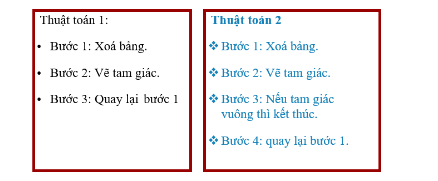 Thuật toán 1:
• Bước 1: Xoá bảng.
• Bước 2: Vẽ tam giác.
• Bước 3: Quay lại bước 1
Thuật toán 2
❖ Bước 1: Xoá bảng.
❖ Bước 2: Vẽ tam giác.
❖ Bước 3: Nếu tam giác
vuông thì kết thúc.
❖ Bước 4: quay lại bước 1.